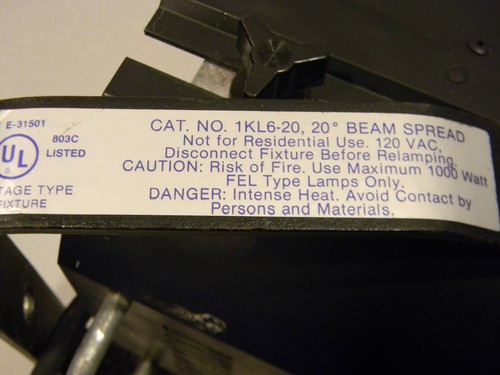 E-31501
803C
UL
LISTED
TAGE TYPE
FIXTURE
CAT. NO. 1KL6-20, 20° BEAM SPREAD
Not for Residential Use. 120 VAC,
Disconnect Fixture Before Relamping.
CAUTION: Risk of Fire. Use Maximum 1000 Watt
FEL Type Lamps Only.
DANGER: Intense Heat. Avoid Contact by
Persons and Materials.